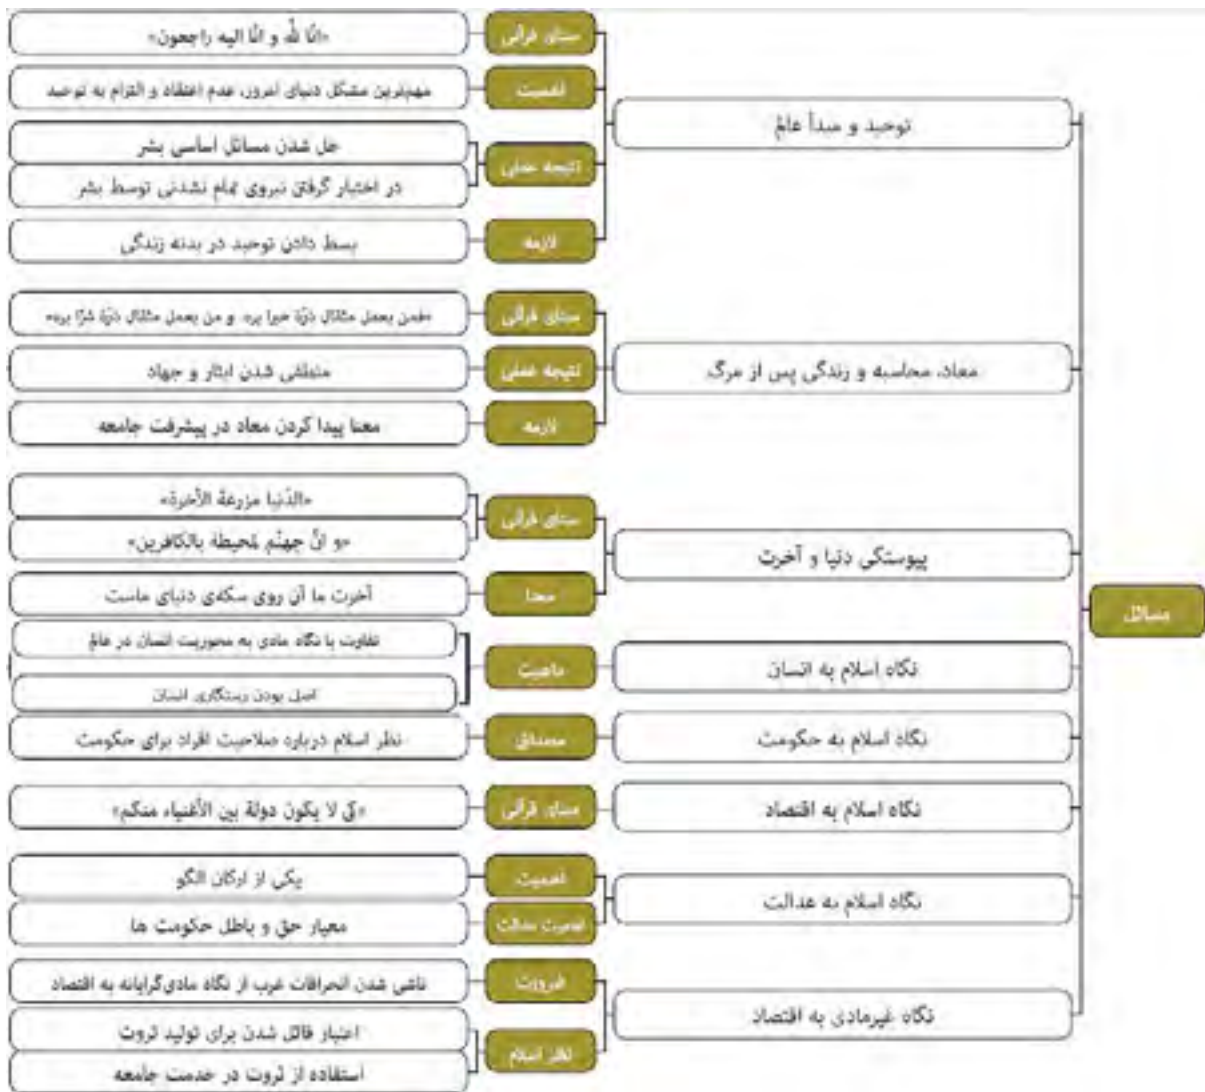 مسائل
توحید و مبدأ عالم
مبنای قرآنی
«انّا لله و انّا الیه راجعون»
اهمیت
مهم‌ترین مشکل دنیای امروز، عدم اعتقاد و التزام به توحید
نتیجه عملی
حل شدن مسائل اساسی بشر
در اختیار گرفتن نیروی تمام نشدنی توسط بشر
لازمه
بسط دادن توحید در بدنه زندگی
معاد، محاسبه و زندگی پس از مرگ
مبنای قرآنی
«فمن یعمل مثقال ذرّة خیرا یره و من یعمل مثقال ذرّة شرّا یره»
نتیجه عملی
منطقی شدن ایثار و جهاد
لازمه
معنا پیدا کردن معاد در پیشرفت جامعه
پیوستگی دنیا و آخرت
مبنای قرآنی
«الدّنیا مزرعة الآخرة»
«و انّ جهنّم لمحیطة بالکافرین»
معنا
آخرت ما آن روی سکه‌ی دنیای ماست
نگاه اسلام به انسان
ماهیت
تفاوت با نگاه مادی به محوریت انسان در عالم
اصل بودن رستگاری انسان
نگاه اسلام به حکومت
مصداق
نظر اسلام درباره صلاحیت افراد برای حکومت
نگاه اسلام به اقتصاد
مبنای قرآنی
«کی لا یکون دولة بین الأغنیاء منکم»
نگاه اسلام به عدالت
اهمیت
یکی از ارکان الگو
اهمیت عدالت
معیار حق و باطل حکومت ها
نگاه غیرمادی به اقتصاد
ضرورت
ناشی شدن انحرافات غرب از نگاه مادی‌گرایانه به اقتصاد
نظر اسلام
اعتبار قائل شدن برای تولید ثروت
استفاده از ثروت در خدمت جامعه